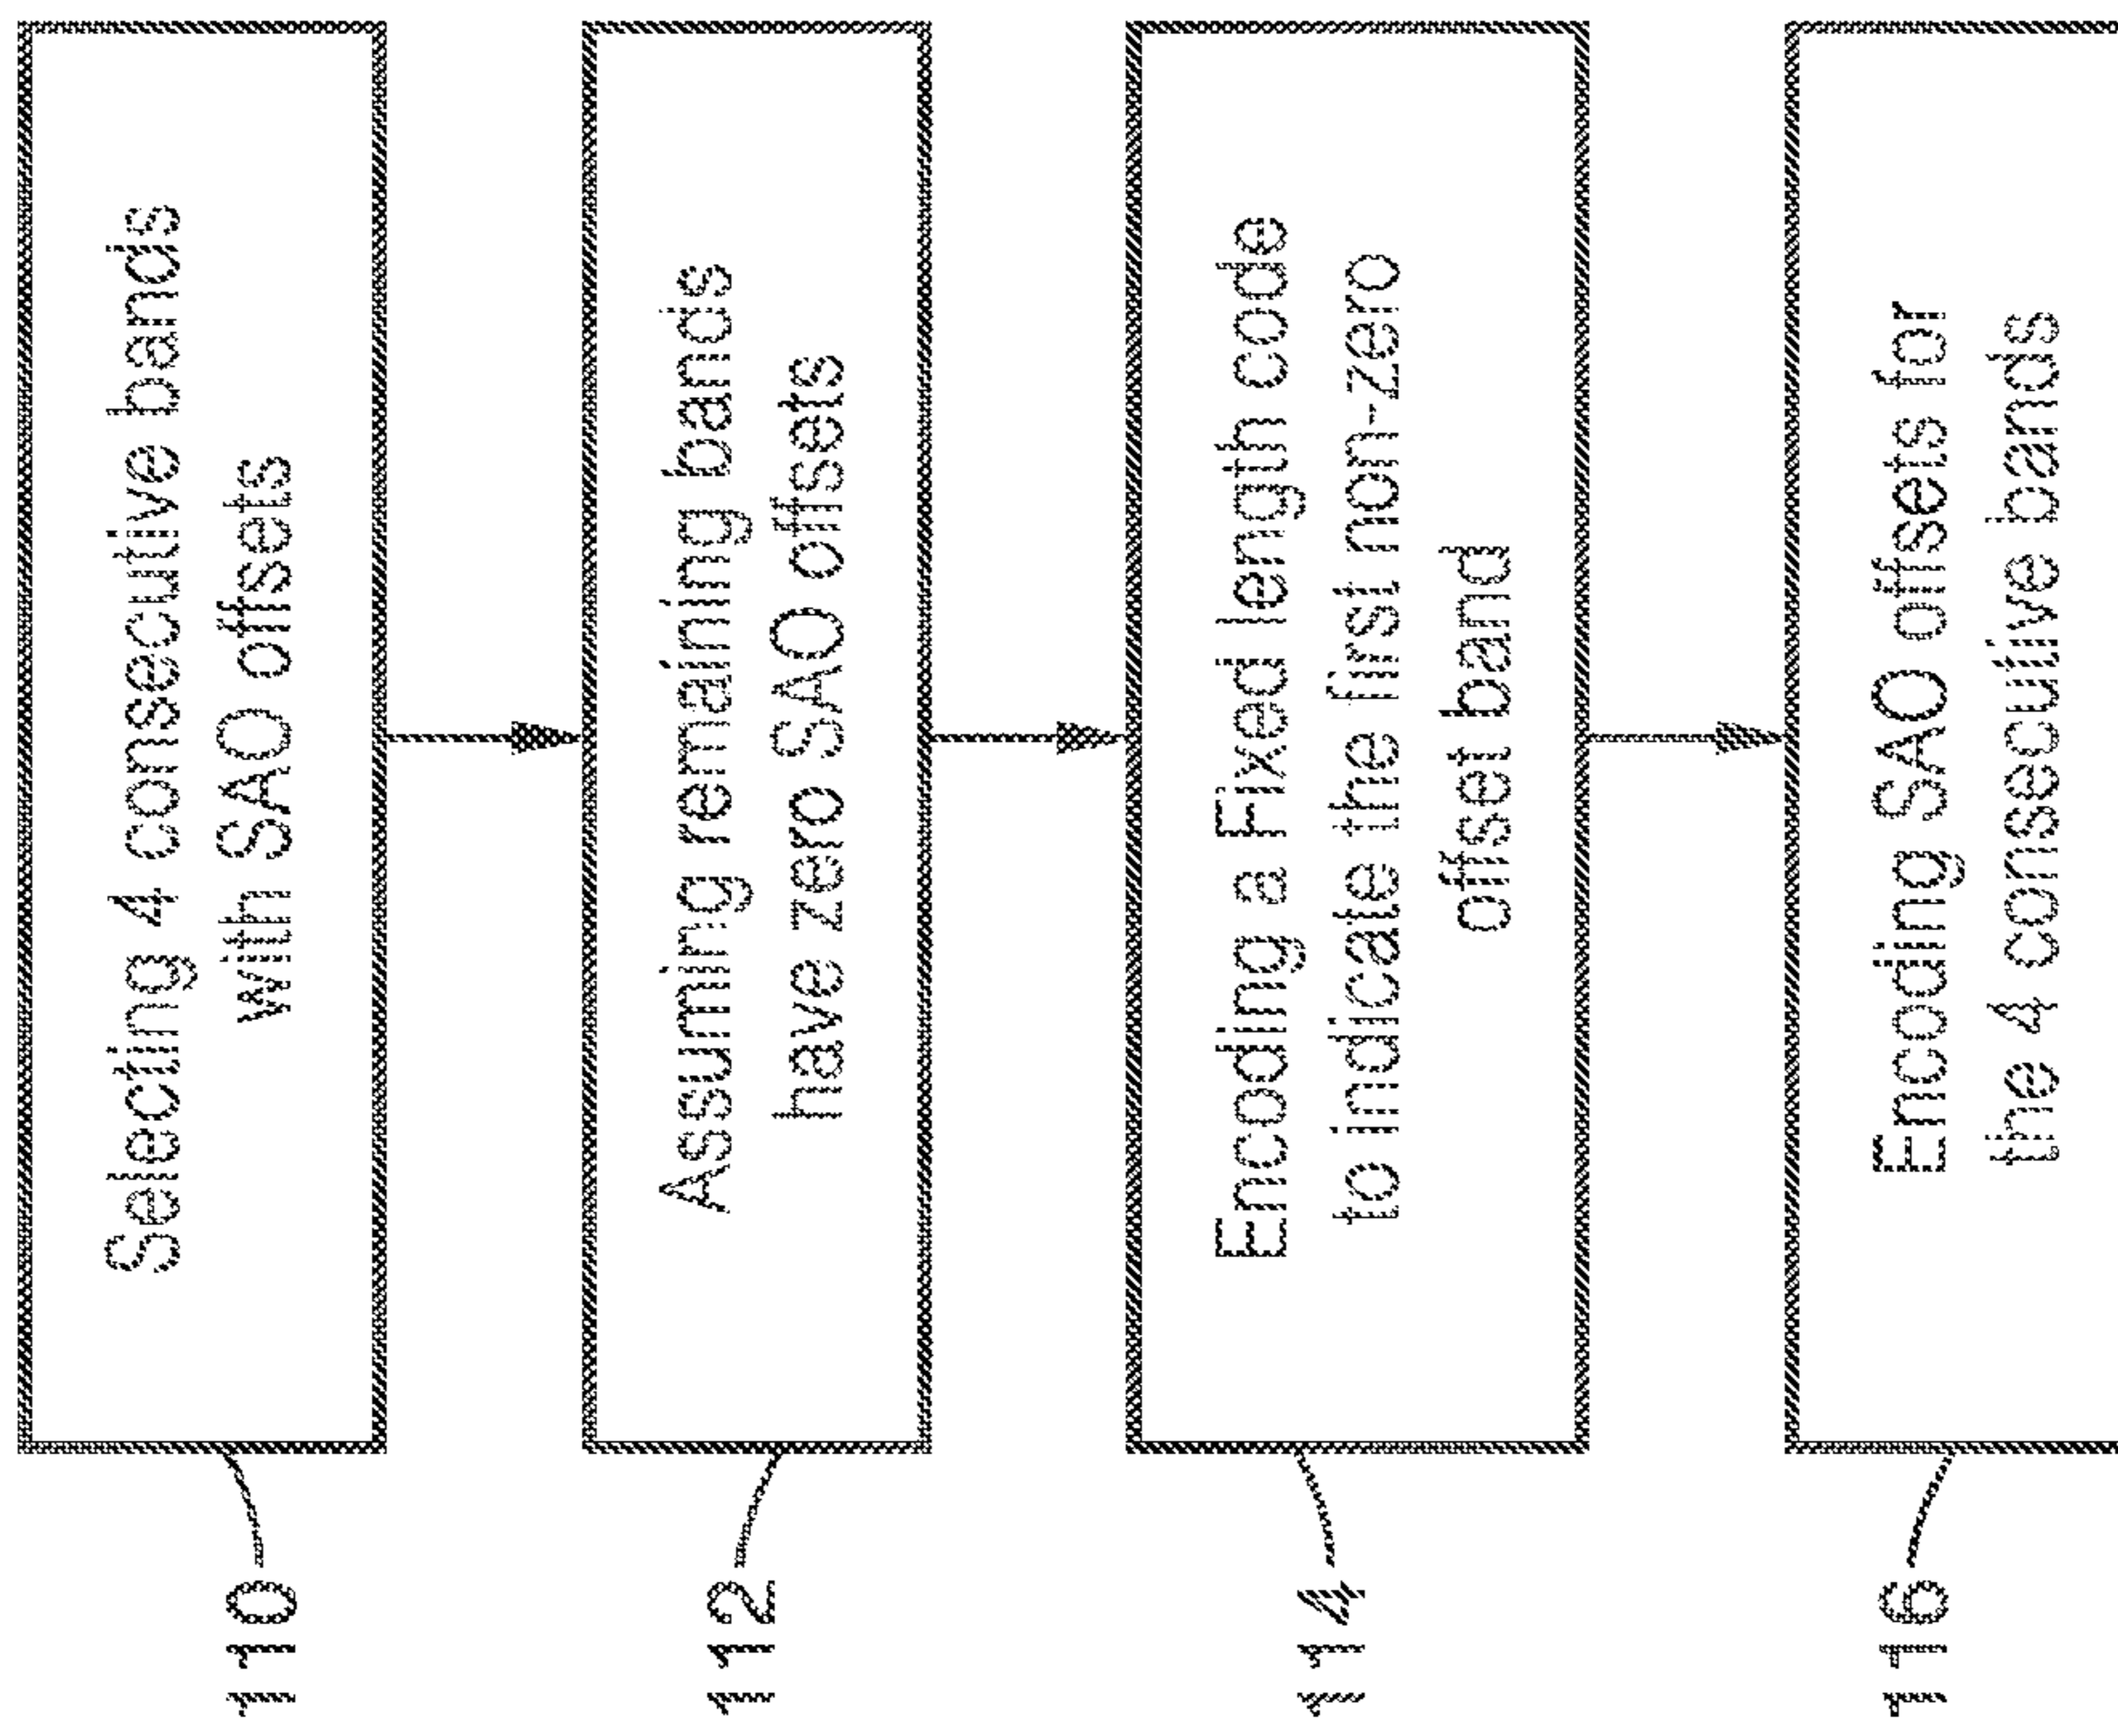 110
Selecting 4 consecutive bands
with SAO offsets
112
Assuming remaining bands
have zero SAO offsets
114
Encoding a Fixed length code
to indicate the first non-zero
offset band
116
Encoding SAO offsets for
the 4 consecutive bands